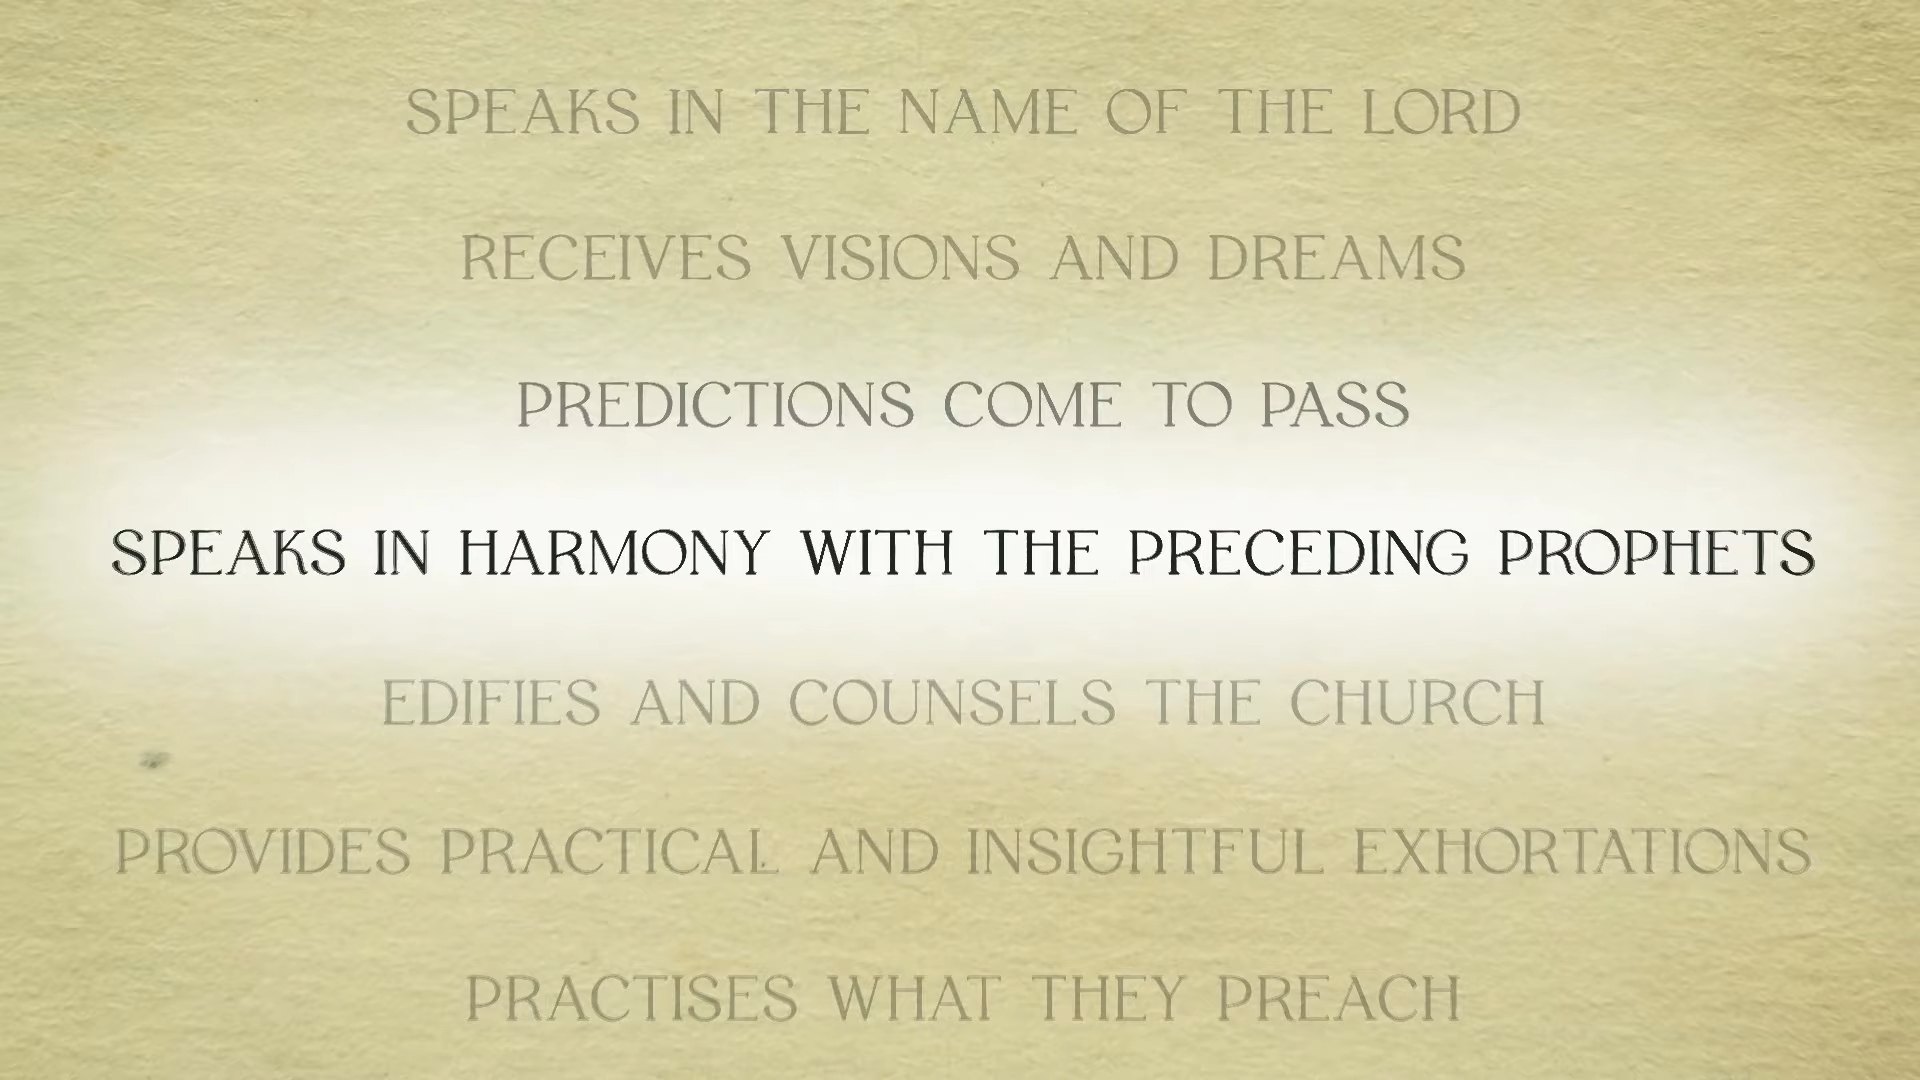 SPEAKS IN THE NAME OF THE LORD
RECEIVES VISIONS AND DREAMS
PREDICTIONS COME TO PASS
SPEAKS IN HARMONY WITH THE PRECEDING PROPHETS
EDIFIES AND COUNSELS THE CHURCH
PROVIDES PRACTICAL AND INSIGHTFUL EXHORTATIONS
PRACTISES WHAT THEY PREACH